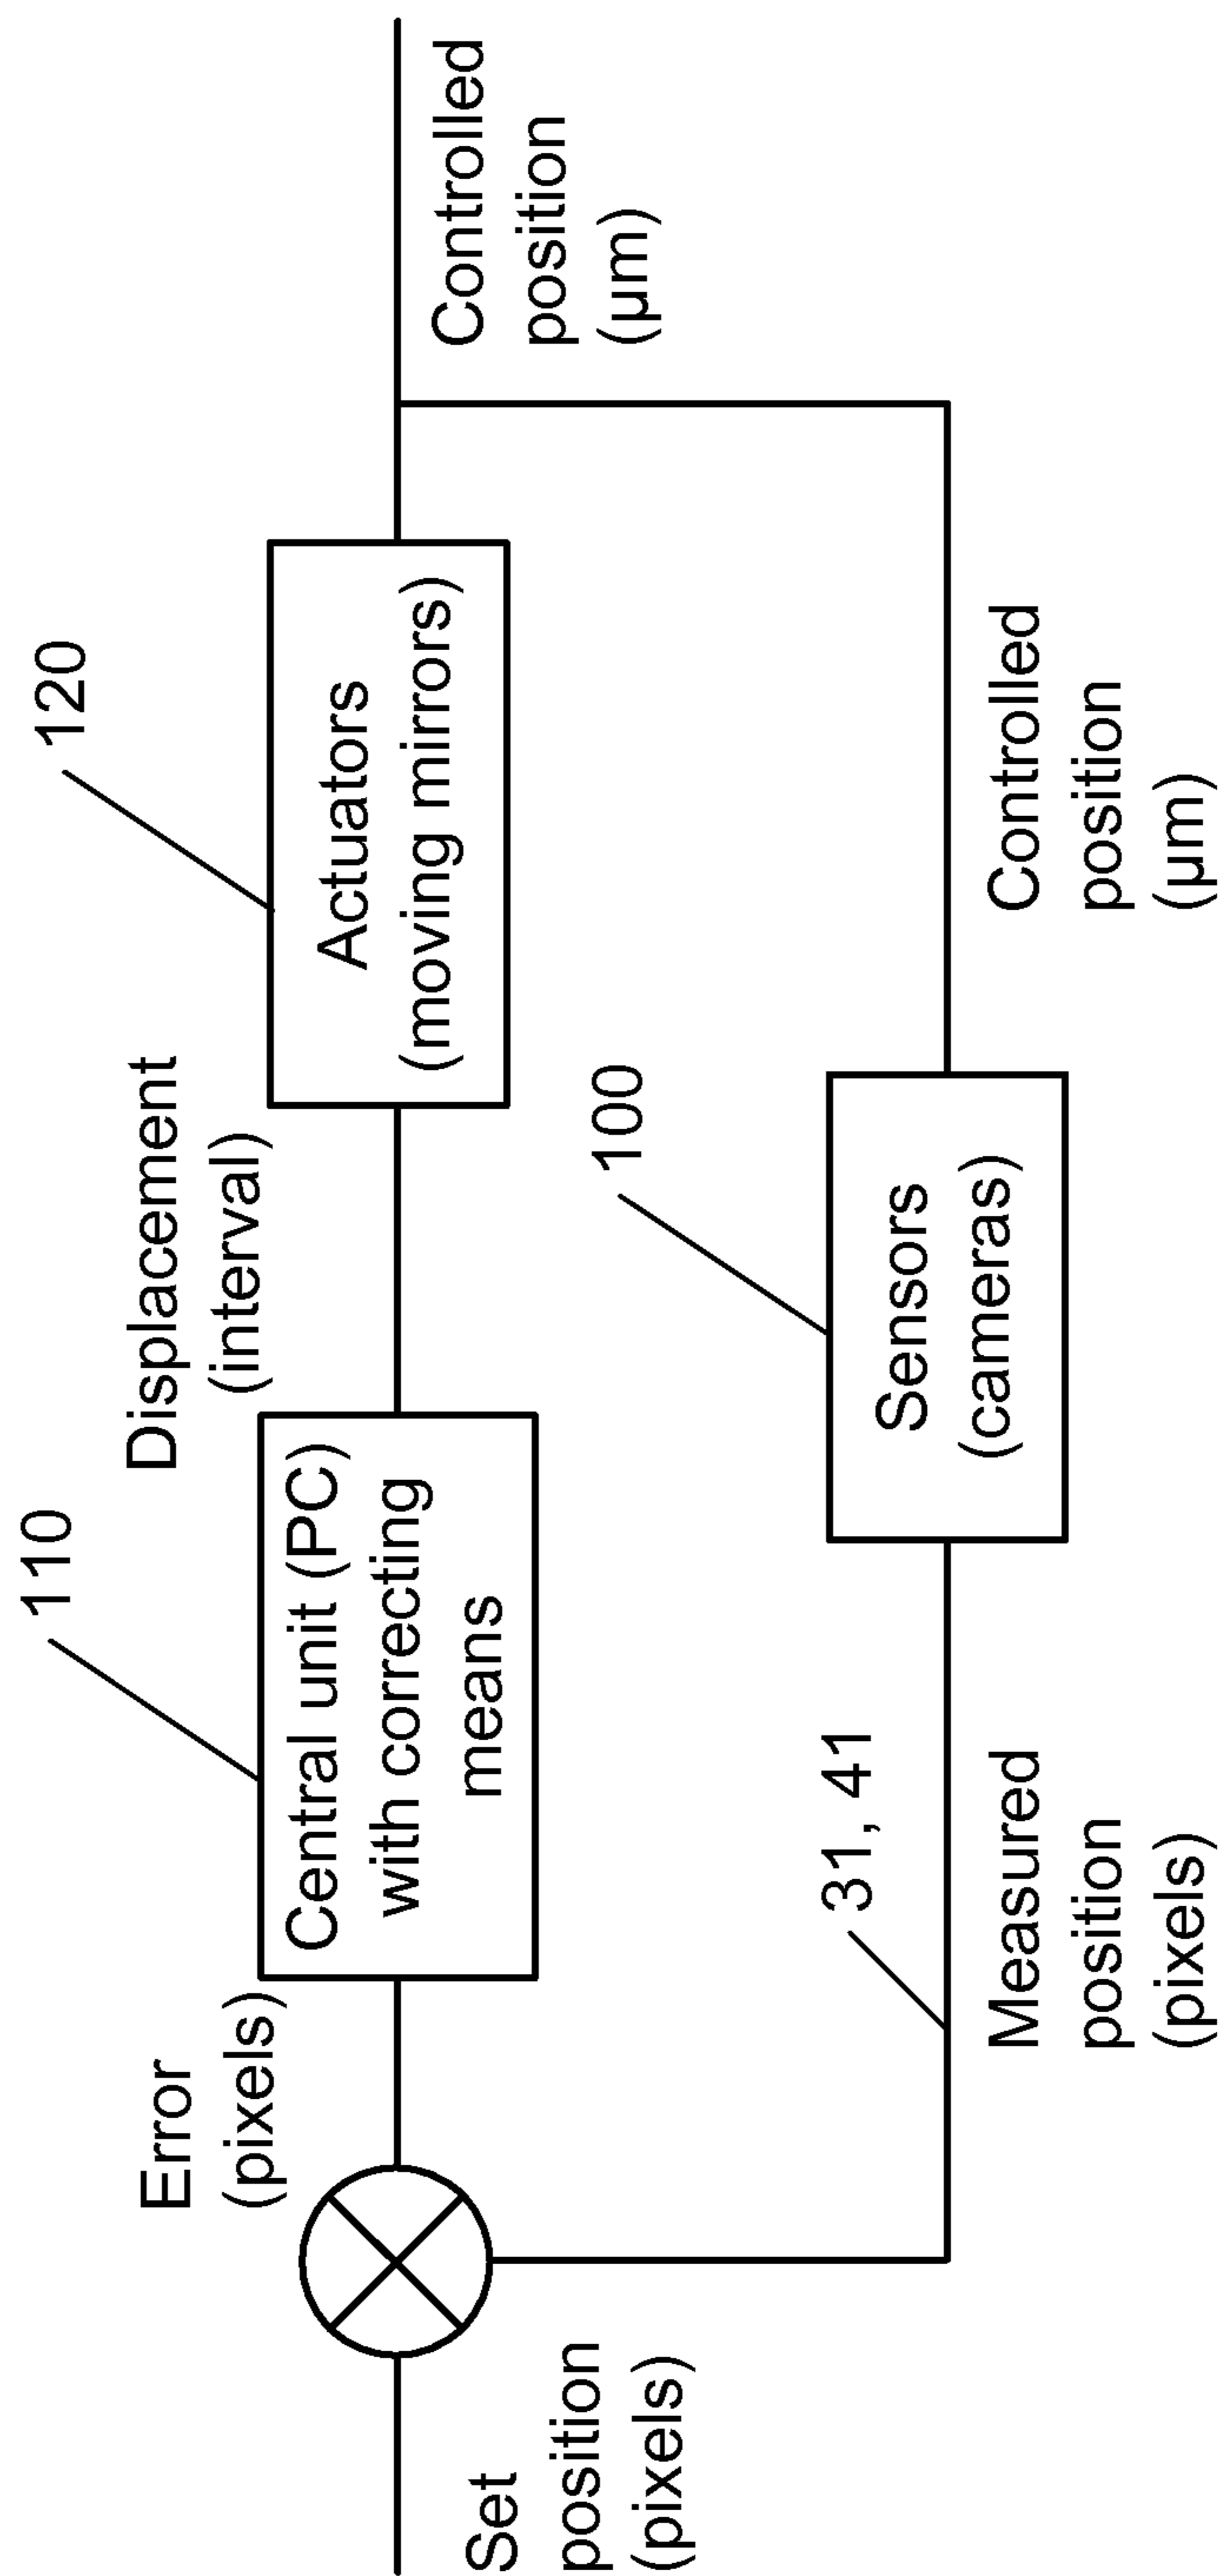 Set
position
(pixels)
Error
(pixels)
110
Central unit (PC)
with correcting
means
Displacement
(interval)
120
Actuators
(moving mirrors)
Controlled
position
(µm)
31, 41
Measured
position
(pixels)
100
Sensors
(cameras)
Controlled
position
(µm)